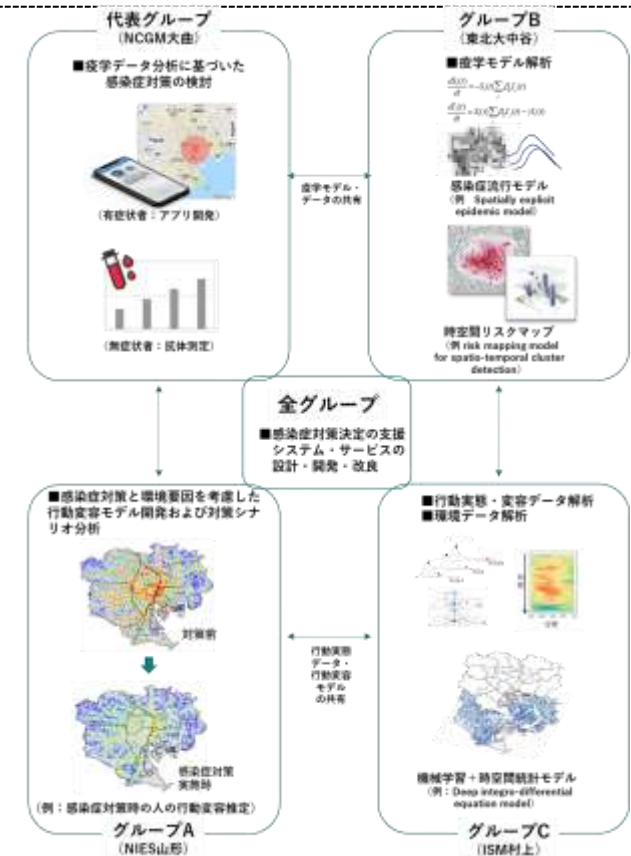 代表グループ
(NCGM大曲)
■疫学データ分析に基づいた
感染症対策の検討
(有症状者：アプリ開発)
(無症状者：抗体測定)
グループB
(東北大中谷)
■疫学モデル解析
感染症流行モデル
(例 Spatially explicit
epidemic model)
時空間リスクマップ
(例 risk mapping model
for spatio-temporal cluster
detection)
疫学モデル・
データの共有
全グループ
■感染症対策決定の支援
システム・サービスの
設計・開発・改良
■感染症対策と環境要因を考慮した
行動変容モデル開発および対策シナ
リオ分析
対策前
感染症対策
実施時
(例：感染症対策時の人の行動変容推定)
グループA
(NIES山形)
行動実態
データ・
行動変容
モデル
の共有
■行動実態・変容データ解析
■環境データ解析
機械学習＋時空間統計モデル
(例：Deep integro-differential
equation model)
グループC
(ISM村上)